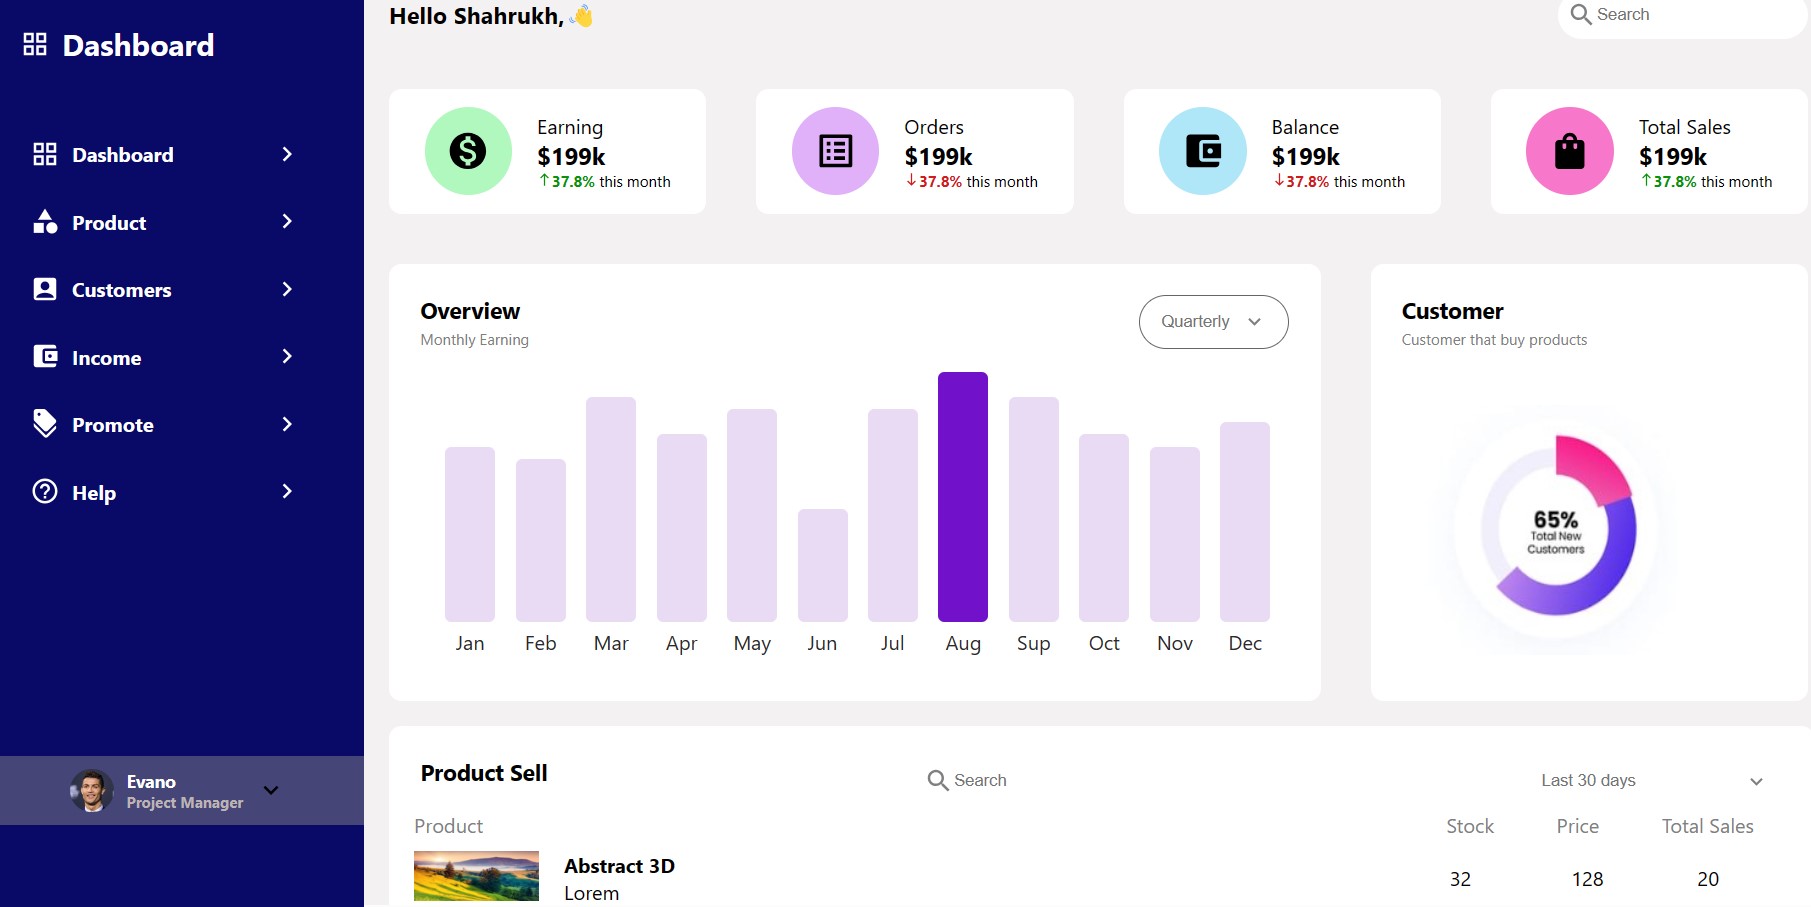 Dashboard
Dashboard
Product
Customers
Income
Promote
Help
Evano
Project Manager
Hello Shahrukh, 👋
Search
Earning
$199k
↑37.8% this month
Orders
$199k
↓37.8% this month
Balance
$199k
↓37.8% this month
Total Sales
$199k
↑37.8% this month
Overview
Monthly Earning
Quarterly
Jan Feb Mar Apr May Jun Jul Aug Sup Oct Nov Dec
Customer
Customer that buy products
65%
Total New
Customers
Product Sell
Search
Last 30 days
Product Stock Price Total Sales
Abstract 3D
Lorem
32 128 20